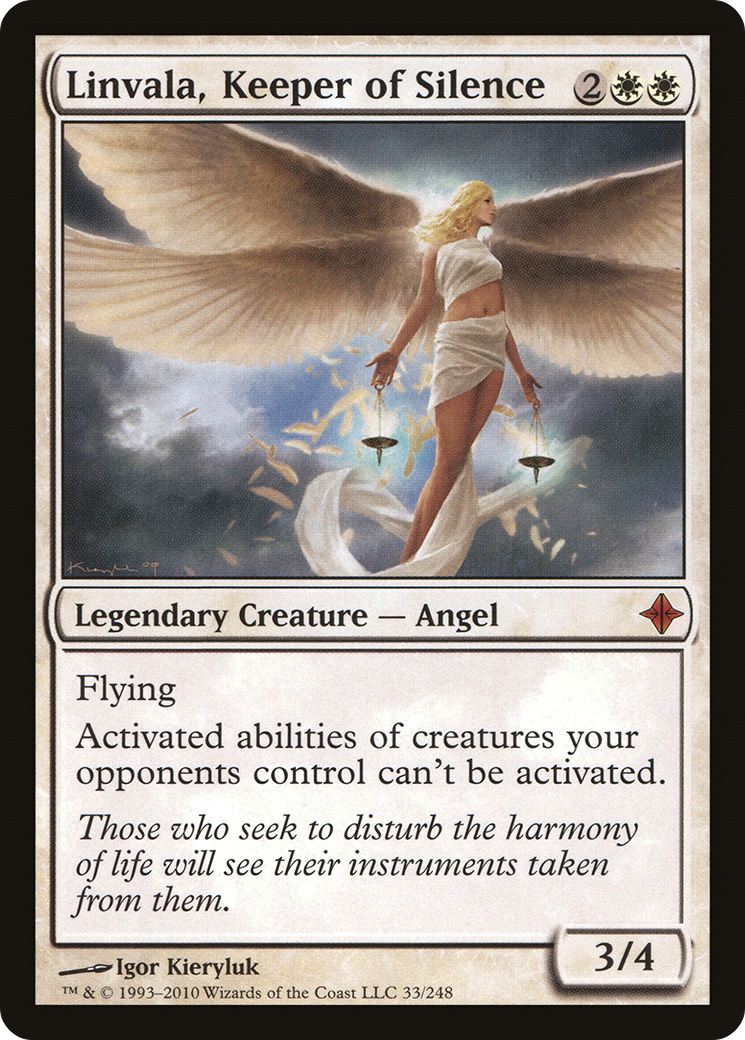 Linvala, Keeper of Silence 2
Legendary Creature — Angel
Flying
Activated abilities of creatures your
opponents control can't be activated.
Those who seek to disturb the harmony
of life will see their instruments taken
from them.
3/4
Igor Kieryluk
™ & © 1993–2010 Wizards of the Coast LLC 33/248